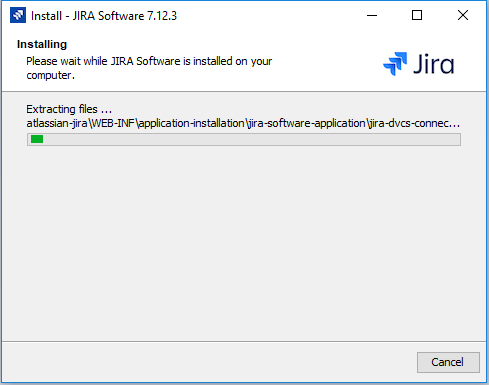 Install - JIRA Software 7.12.3
Installing
Please wait while JIRA Software is installed on your
computer.
Jira
Extracting files ...
atlassian-jira\WEB-INF\application-installation\jira-software-application\jira-dvcs-connec...
Cancel